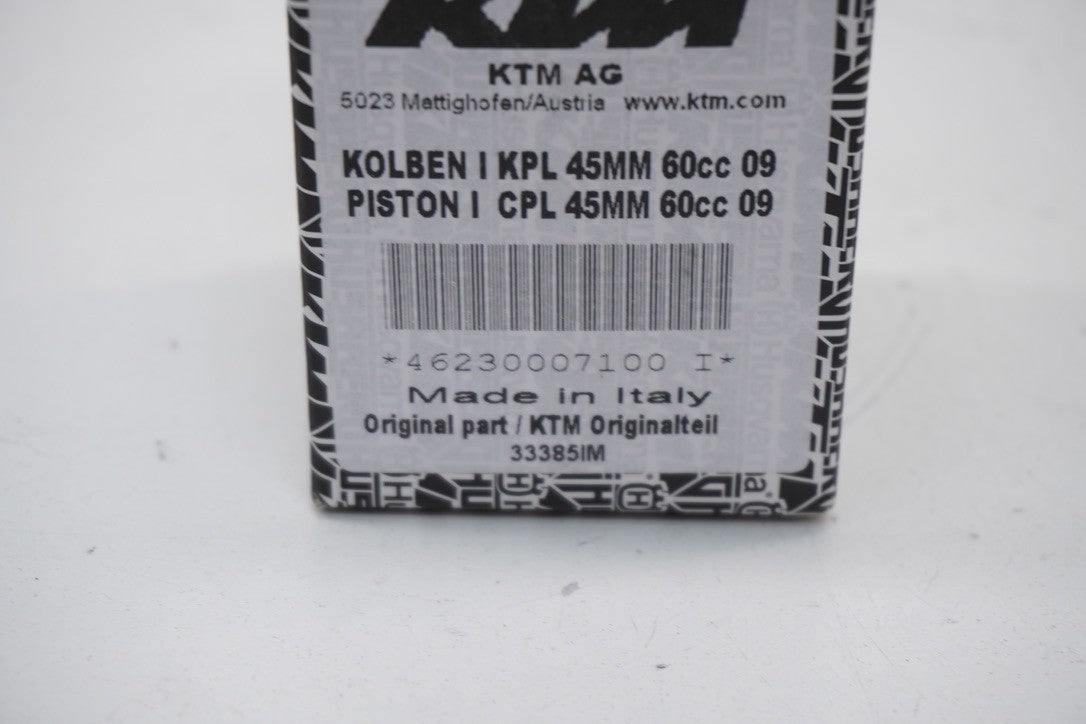 KTM
KTM AG
5023 Mattighofen/Austria www.ktm.com
KOLBEN I KPL 45MM 60cc 09
PISTON I CPL 45MM 60cc 09
*46230007100 I*
Made in Italy
Original part / KTM Originalteil
33385IM